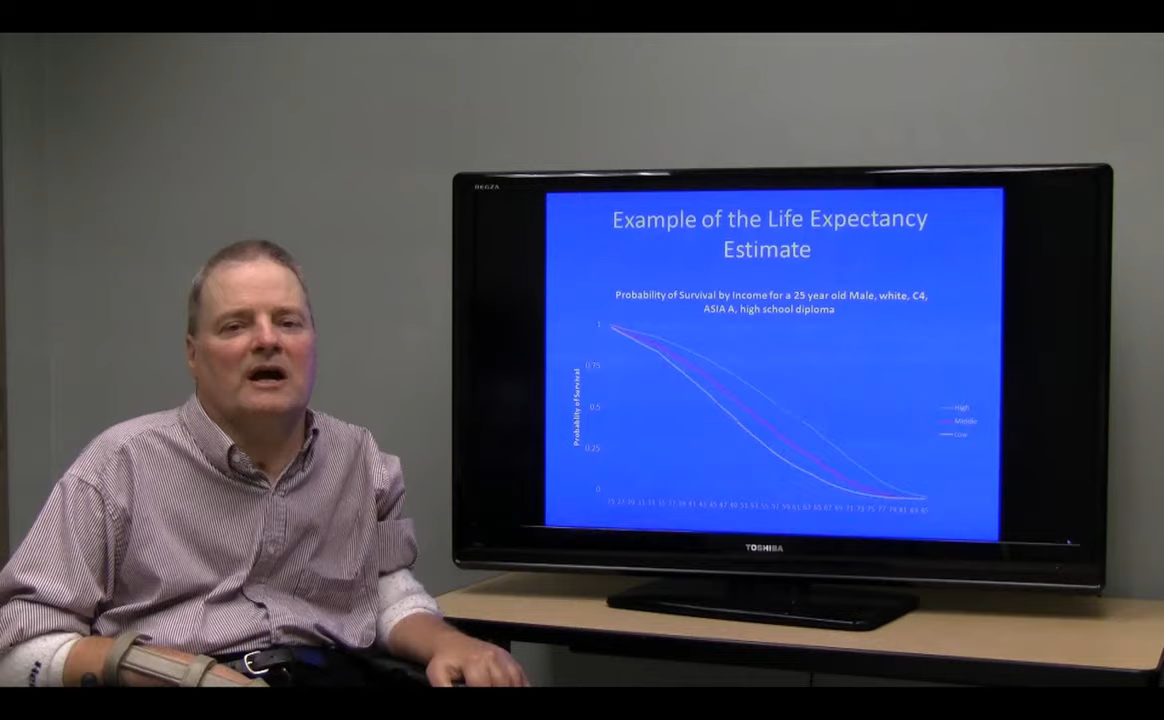 REGZA
Example of the Life Expectancy
Estimate
Probability of Survival by Income for a 25 year old Male, white, C4,
ASIA A, high school diploma
1
0.75
0.5
0.25
0
Probability of Survival
High
Middle
Low
TOSHIBA